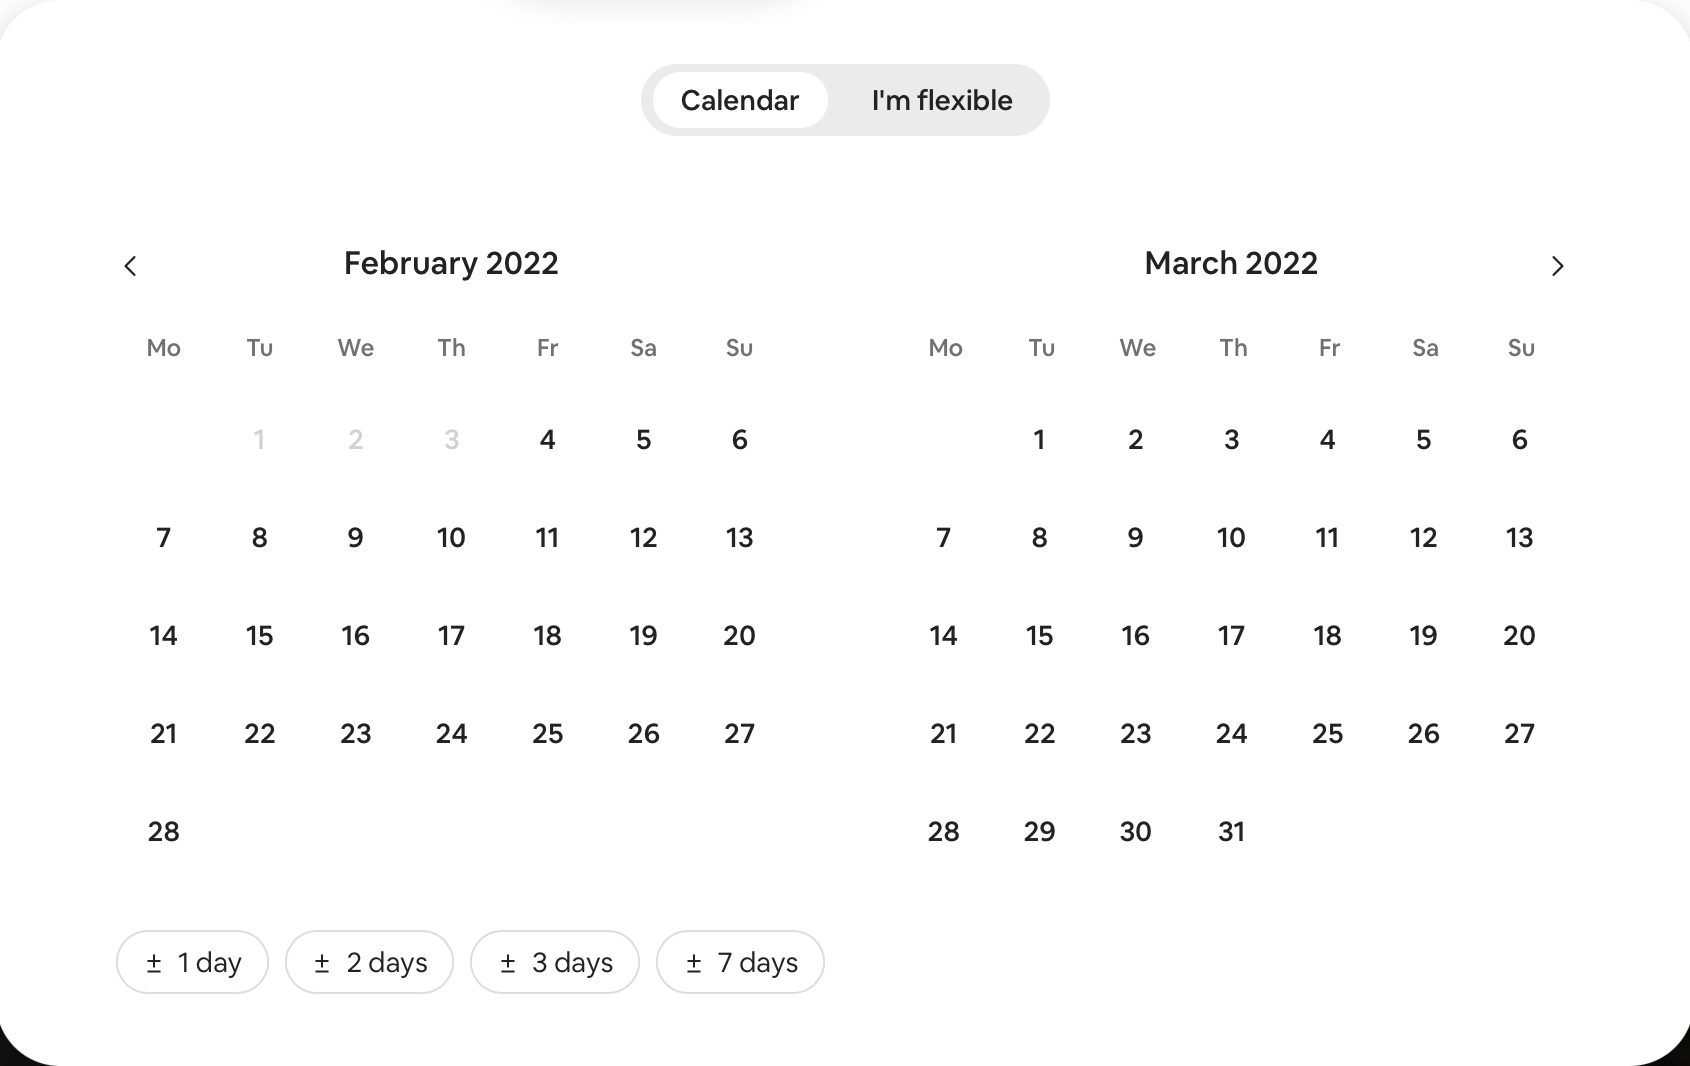 Calendar I'm flexible
February 2022
Mo Tu We Th Fr Sa Su
1 2 3 4 5 6
7 8 9 10 11 12 13
14 15 16 17 18 19 20
21 22 23 24 25 26 27
28
March 2022
Mo Tu We Th Fr Sa Su
1 2 3 4 5 6
7 8 9 10 11 12 13
14 15 16 17 18 19 20
21 22 23 24 25 26 27
28 29 30 31
± 1 day ± 2 days ± 3 days ± 7 days